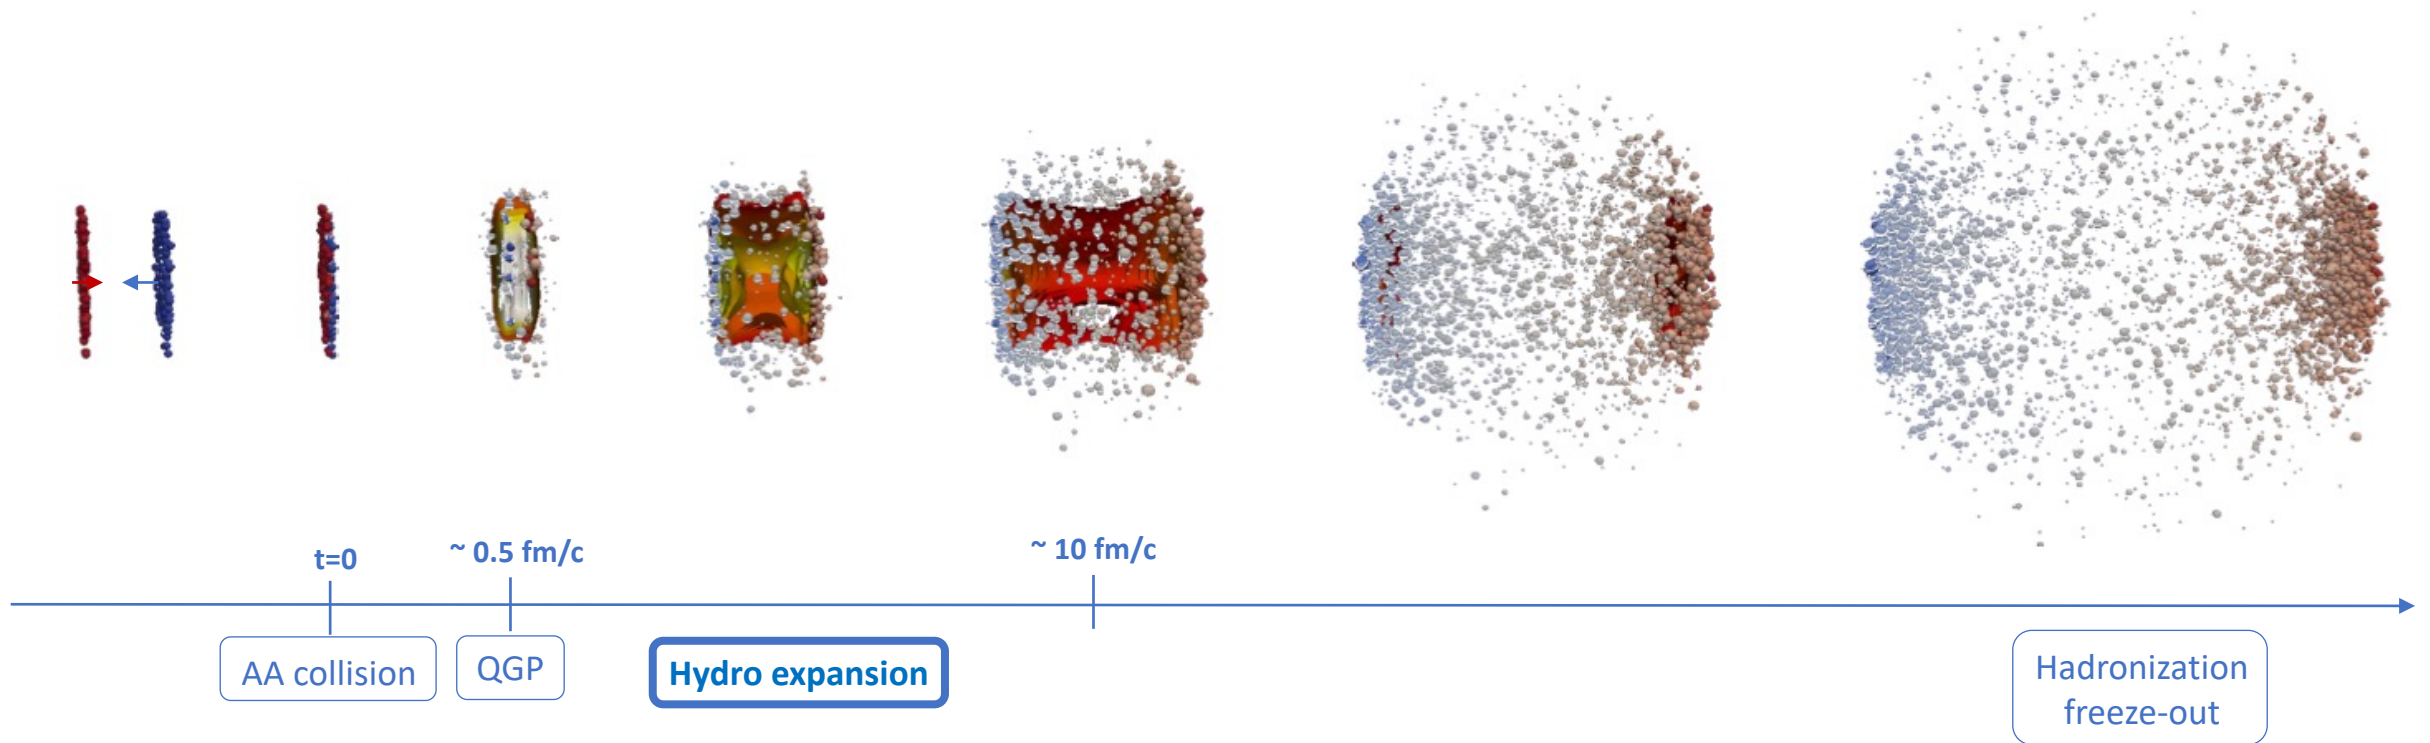 t=0
~ 0.5 fm/c
~ 10 fm/c
AA collision
QGP
Hydro expansion
Hadronization
freeze-out